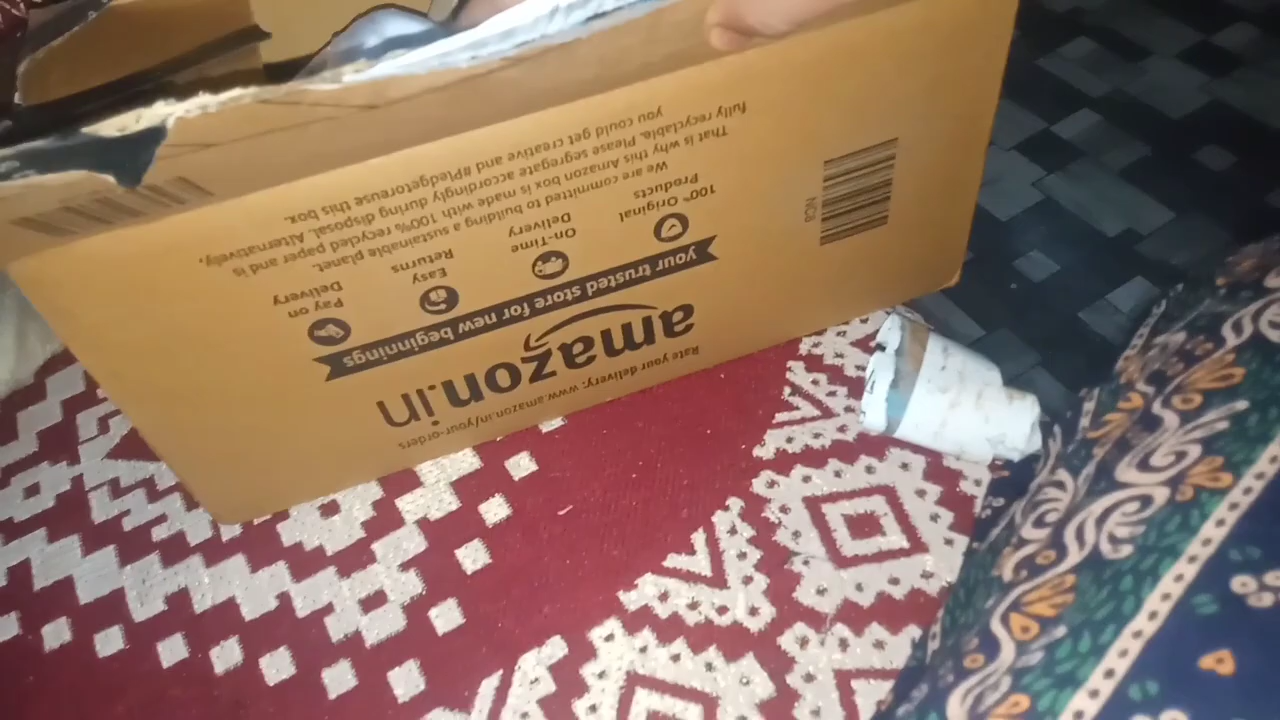 Rate your delivery, www.amazon.in/your-orders
amazon.in
your trusted store for new beginnings
100% Original
Products
On-Time
Delivery
Easy
Returns
Pay on
Delivery
We are committed to building a sustainable planet.
That is why this Amazon box is made with 100% recycled paper and is
fully recyclable. Please segregate accordingly during disposal. Alternatively,
you could get creative and #Pledgetoreuse this box.
NC8